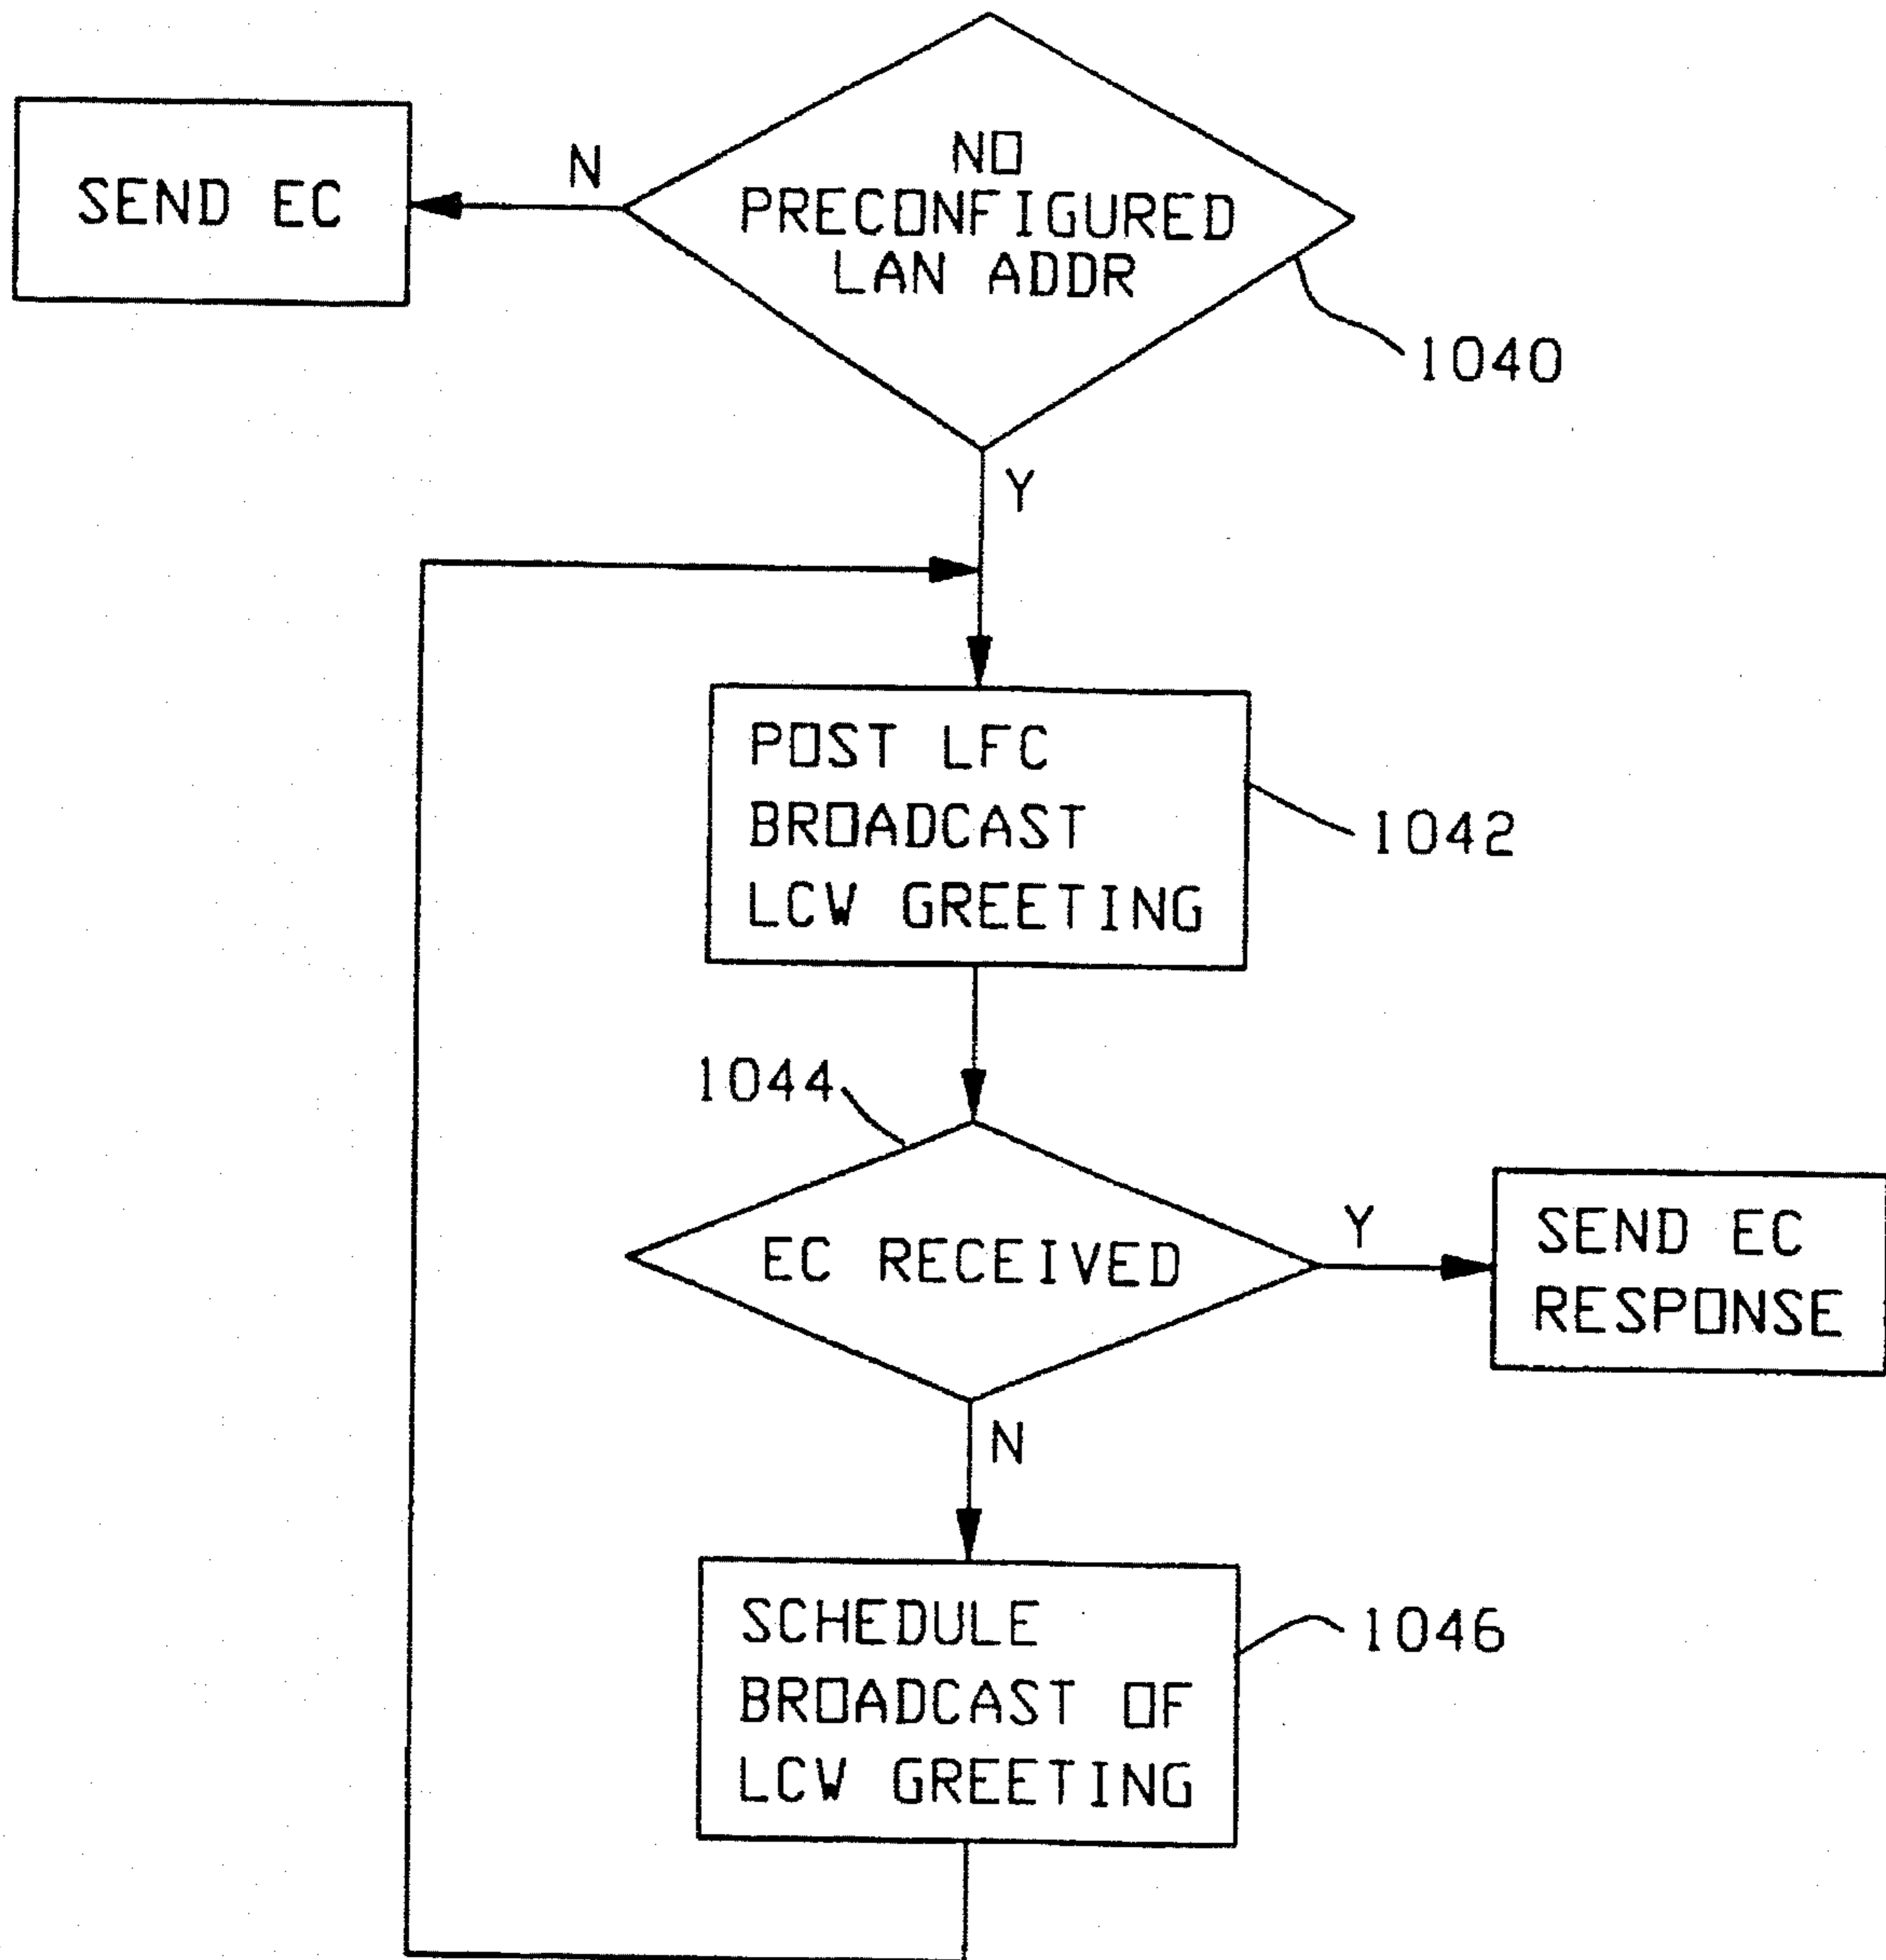 NO
PRECONFIGURED
LAN ADDR
1040
N
SEND EC
Y
POST LFC
BROADCAST
LCW GREETING
1042
1044
EC RECEIVED
Y
SEND EC
RESPONSE
N
SCHEDULE
BROADCAST OF
LCW GREETING
1046